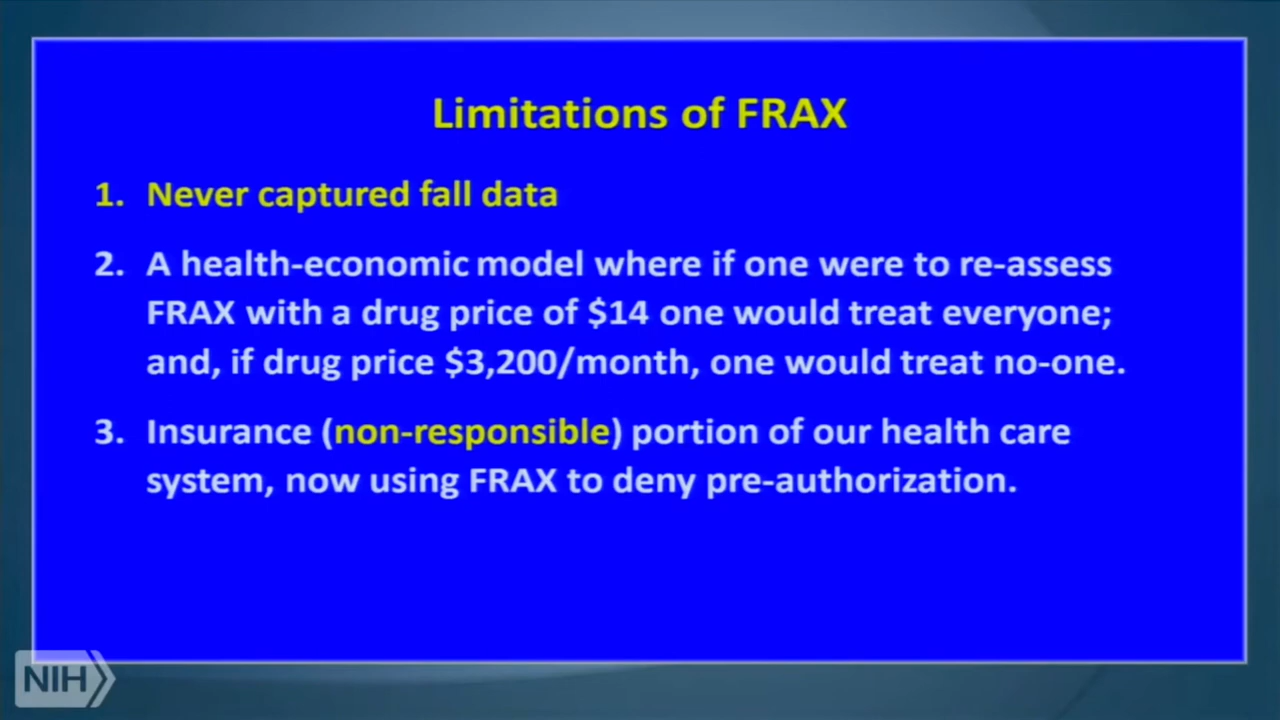 Limitations of FRAX
1. Never captured fall data
2. A health-economic model where if one were to re-assess
FRAX with a drug price of $14 one would treat everyone;
and, if drug price $3,200/month, one would treat no-one.
3. Insurance (non-responsible) portion of our health care
system, now using FRAX to deny pre-authorization.
NIH